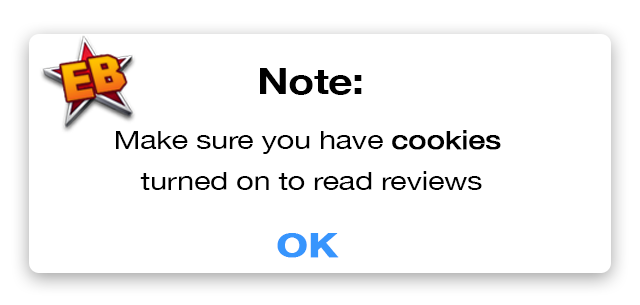 EB
Note:
Make sure you have cookies
turned on to read reviews
OK